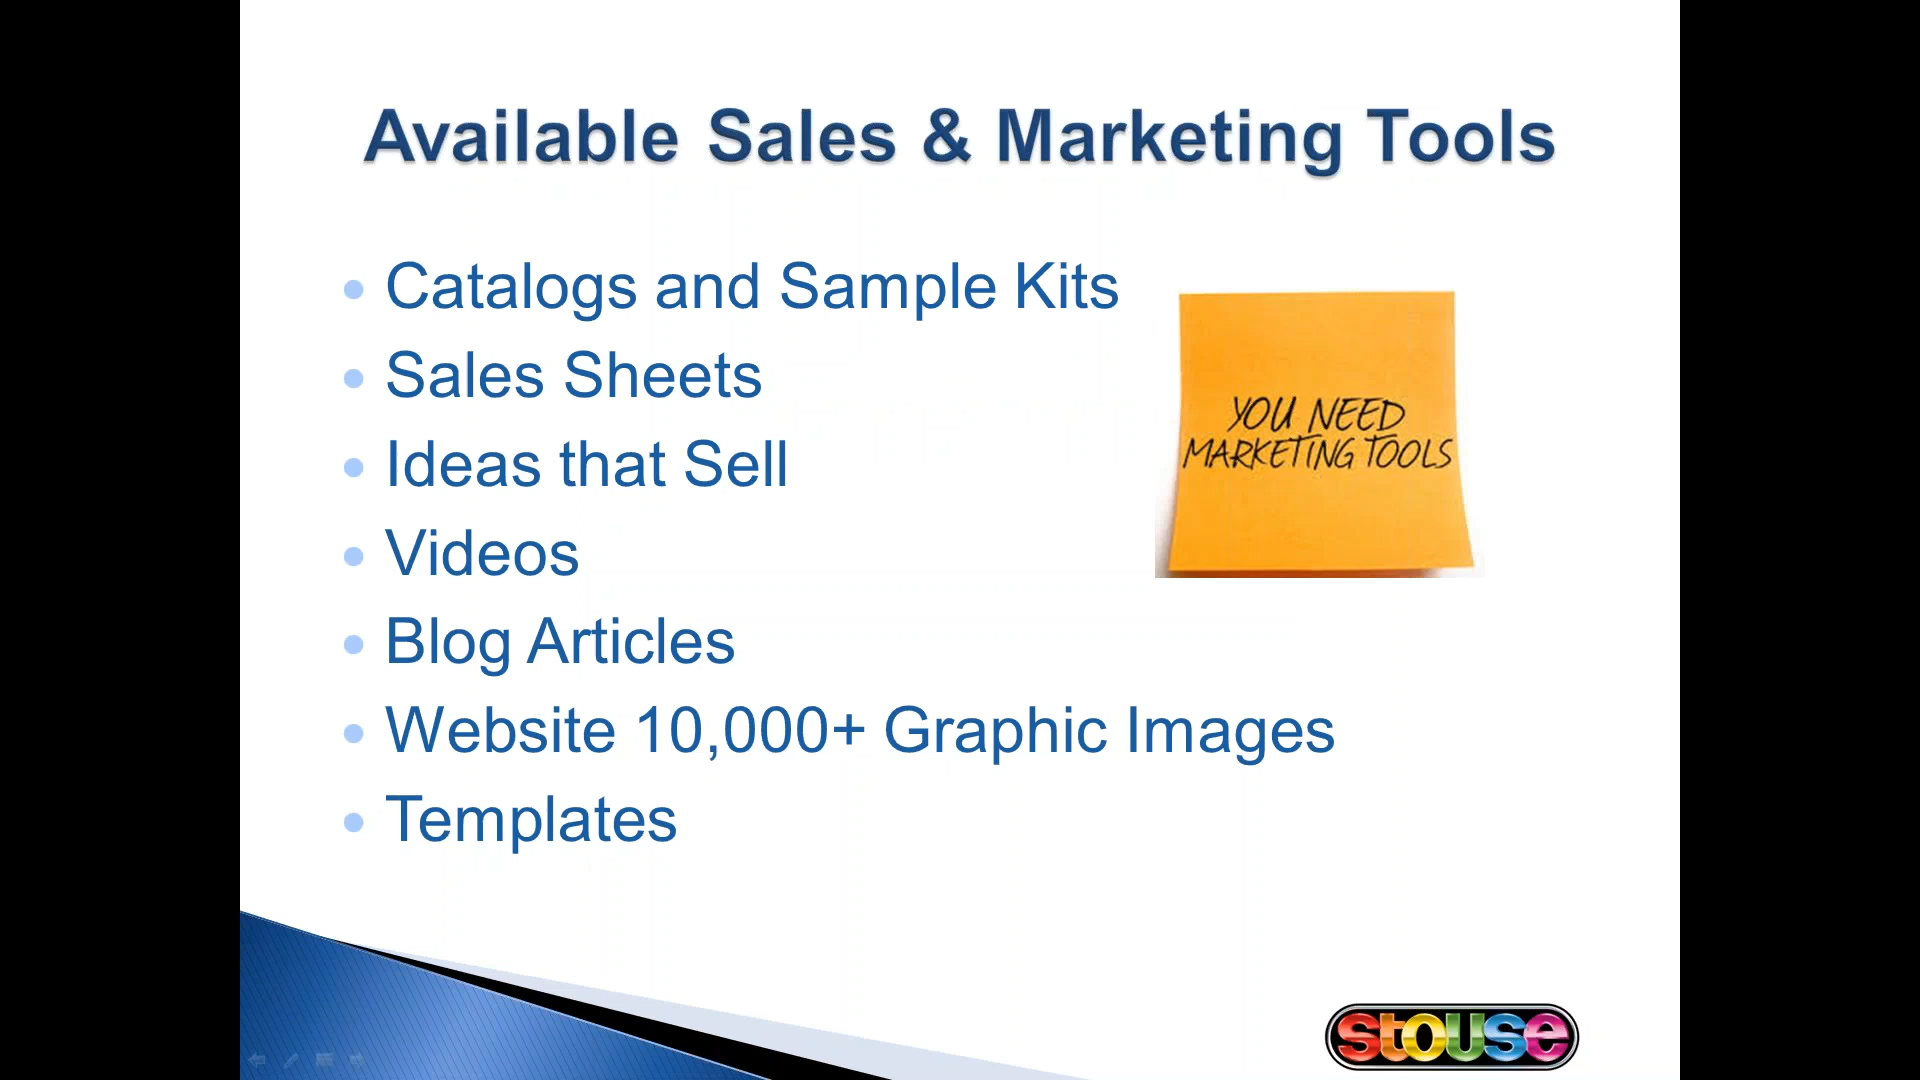 Available Sales & Marketing Tools
Catalogs and Sample Kits
Sales Sheets
Ideas that Sell
Videos
Blog Articles
Website 10,000+ Graphic Images
Templates
YOU NEED
MARKETING TOOLS
stouse